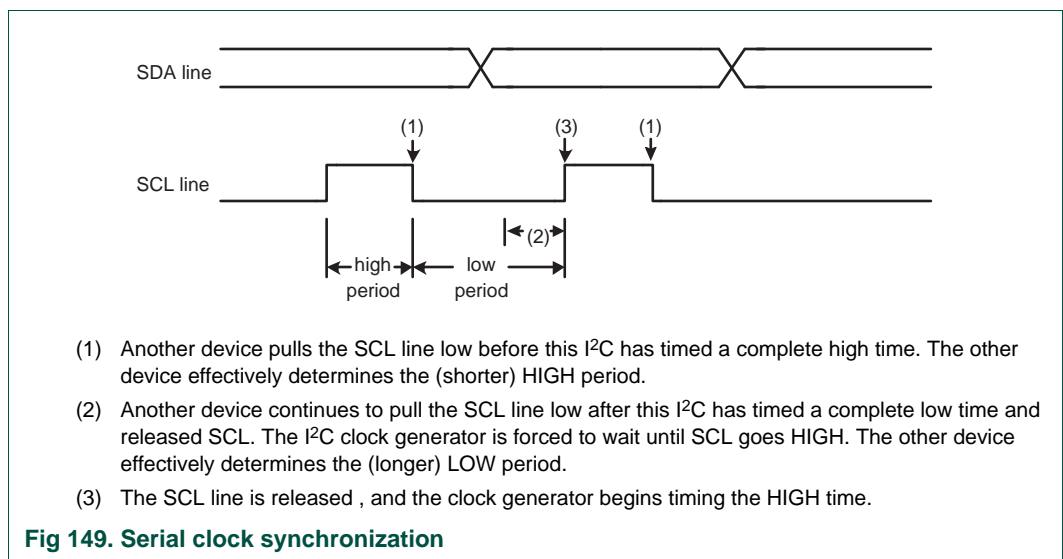 SDA line
(1)
(3)
(1)
SCL line
(2)
high
period
low
period
(1) Another device pulls the SCL line low before this I2C has timed a complete high time. The other
device effectively determines the (shorter) HIGH period.
(2) Another device continues to pull the SCL line low after this I2C has timed a complete low time and
released SCL. The I2C clock generator is forced to wait until SCL goes HIGH. The other device
effectively determines the (longer) LOW period.
(3) The SCL line is released , and the clock generator begins timing the HIGH time.
Fig 149. Serial clock synchronization